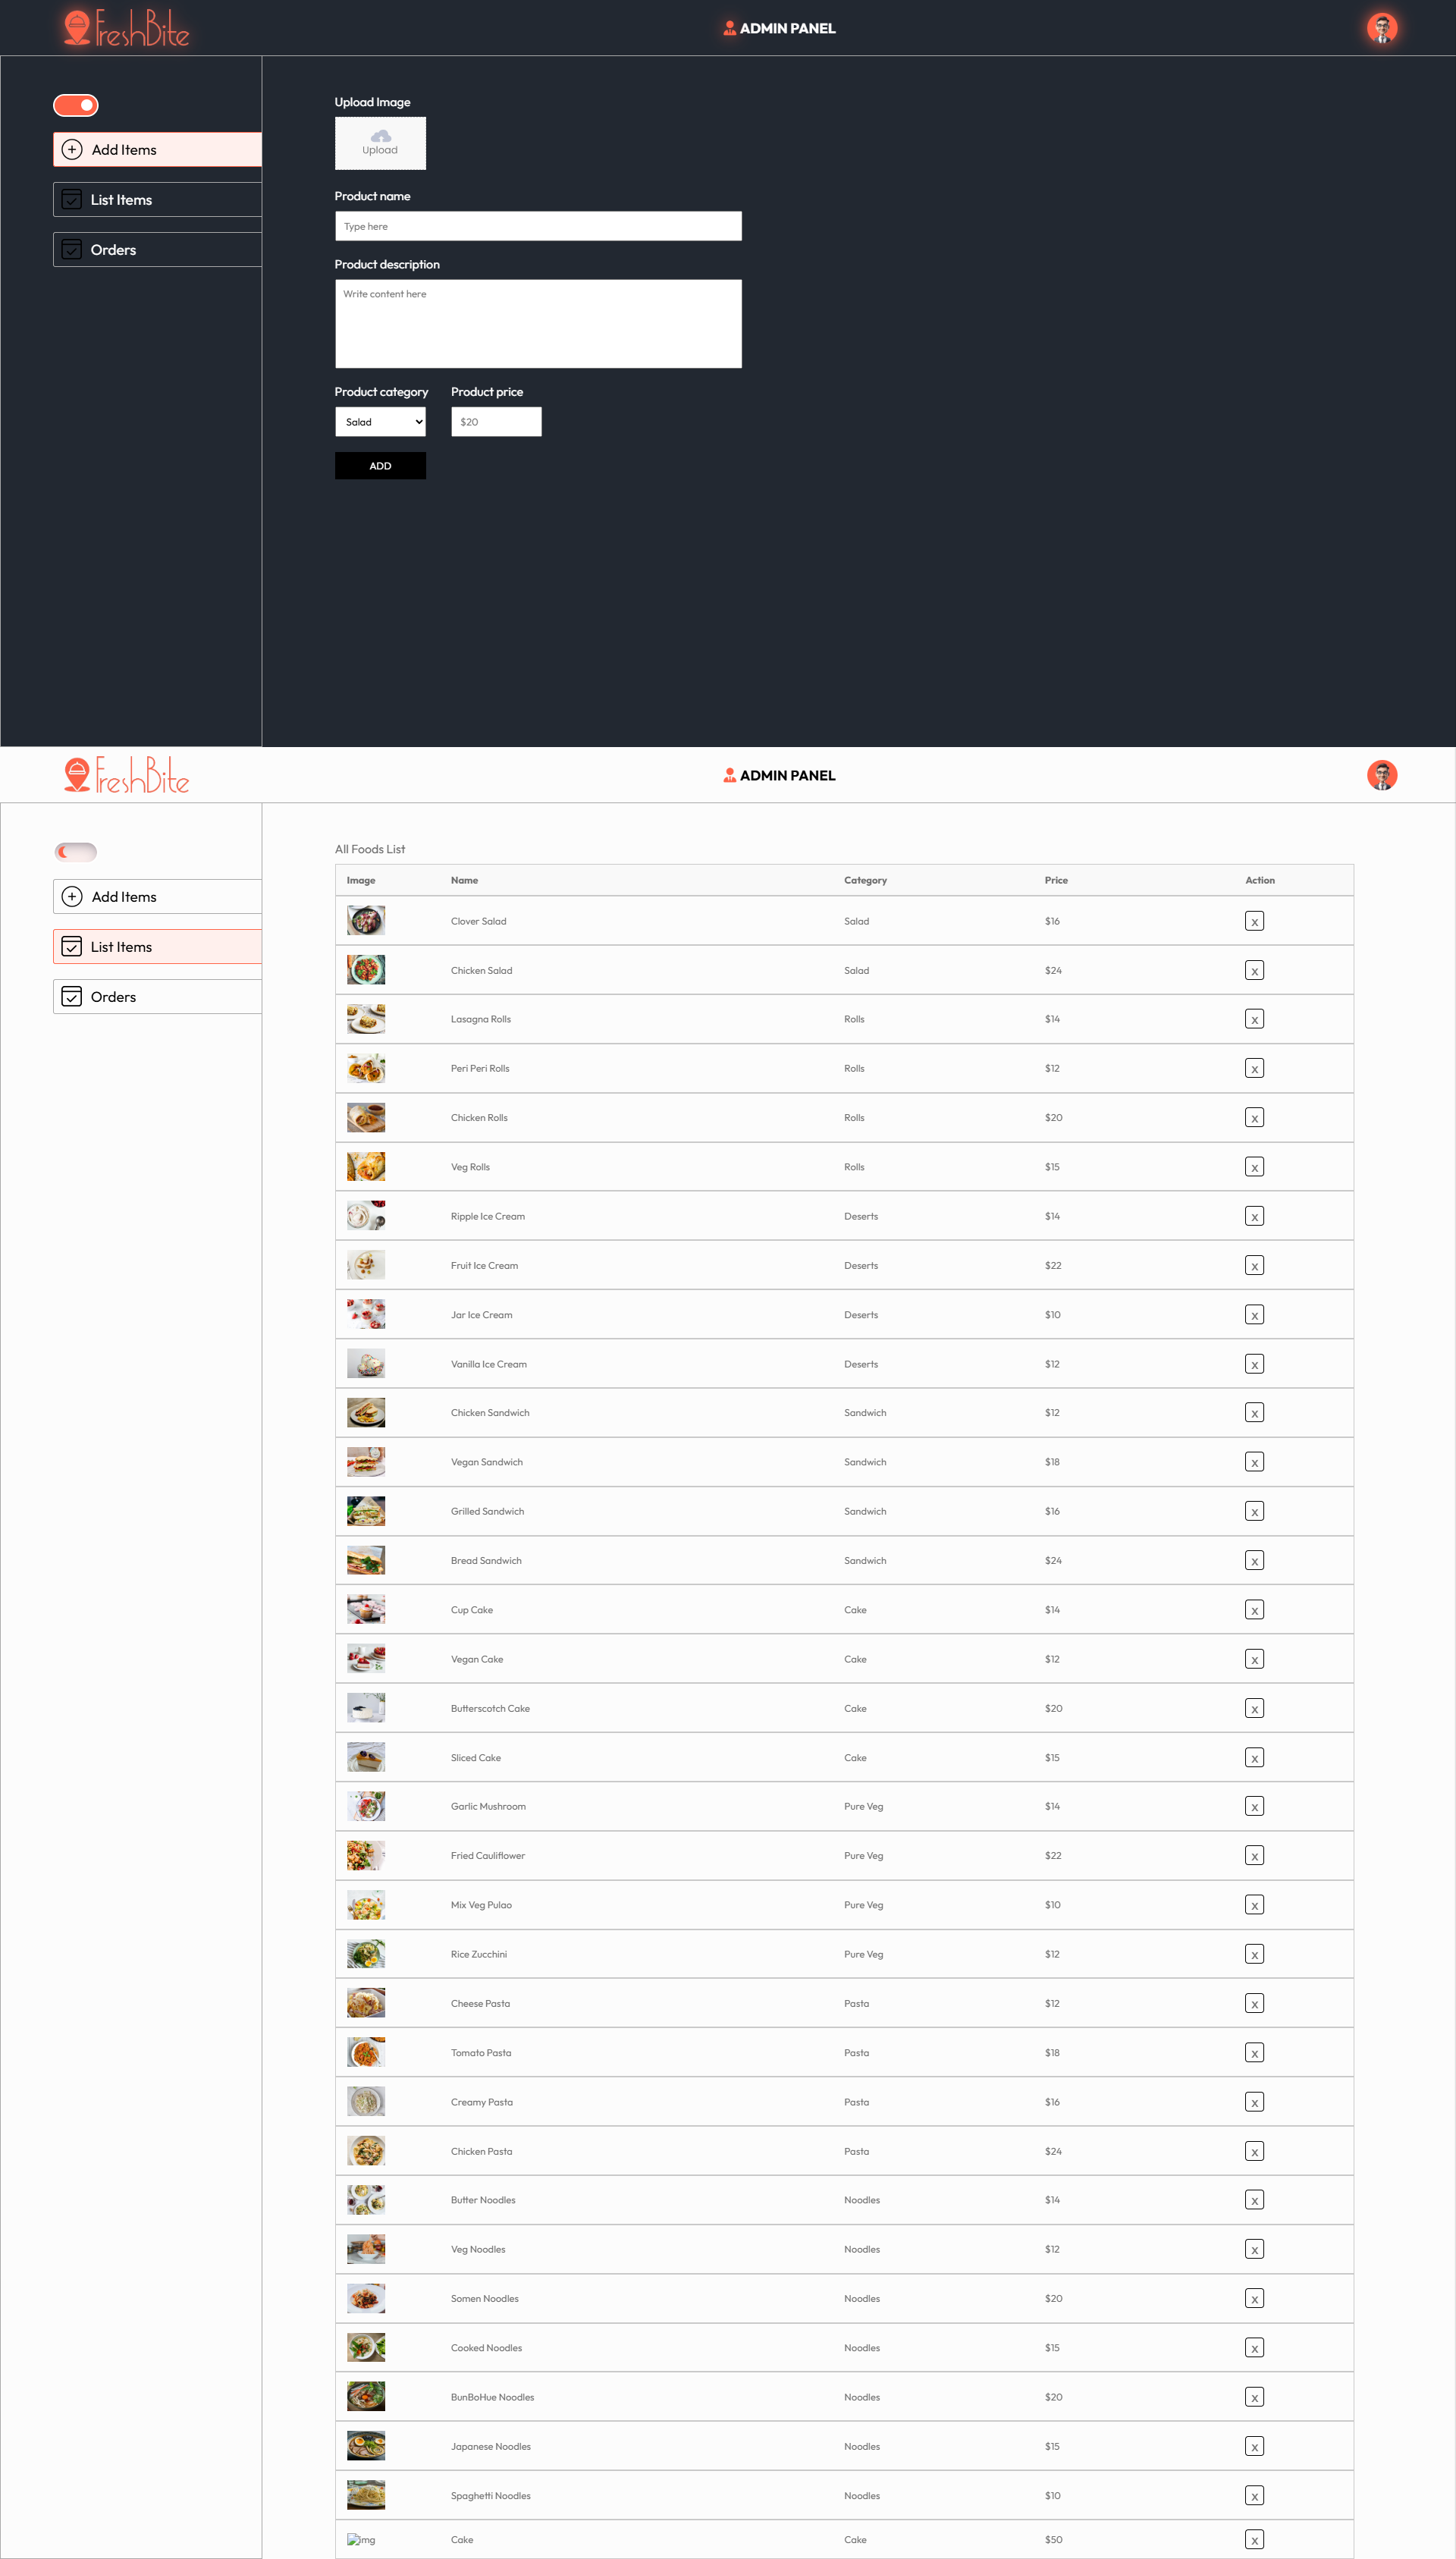 FreshBite
ADMIN PANEL
Add Items
List Items
Orders
Upload Image
Upload
Product name
Type here
Product description
Write content here
Product category Product price
Salad $20
ADD
FreshBite
ADMIN PANEL
Add Items
List Items
Orders
All Foods List
Image Name Category Price Action
Clover Salad Salad $16 x
Chicken Salad Salad $24 x
Lasagna Rolls Rolls $14 x
Peri Peri Rolls Rolls $12 x
Chicken Rolls Rolls $20 x
Veg Rolls Rolls $15 x
Ripple Ice Cream Deserts $14 x
Fruit Ice Cream Deserts $22 x
Jar Ice Cream Deserts $10 x
Vanilla Ice Cream Deserts $12 x
Chicken Sandwich Sandwich $12 x
Vegan Sandwich Sandwich $18 x
Grilled Sandwich Sandwich $16 x
Bread Sandwich Sandwich $24 x
Cup Cake Cake $14 x
Vegan Cake Cake $12 x
Butterscotch Cake Cake $20 x
Sliced Cake Cake $15 x
Garlic Mushroom Pure Veg $14 x
Fried Cauliflower Pure Veg $22 x
Mix Veg Pulao Pure Veg $10 x
Rice Zucchini Pure Veg $12 x
Cheese Pasta Pasta $12 x
Tomato Pasta Pasta $18 x
Creamy Pasta Pasta $16 x
Chicken Pasta Pasta $24 x
Butter Noodles Noodles $14 x
Veg Noodles Noodles $12 x
Somen Noodles Noodles $20 x
Cooked Noodles Noodles $15 x
BunBoHue Noodles Noodles $20 x
Japanese Noodles Noodles $15 x
Spaghetti Noodles Noodles $10 x
img Cake Cake $50 x